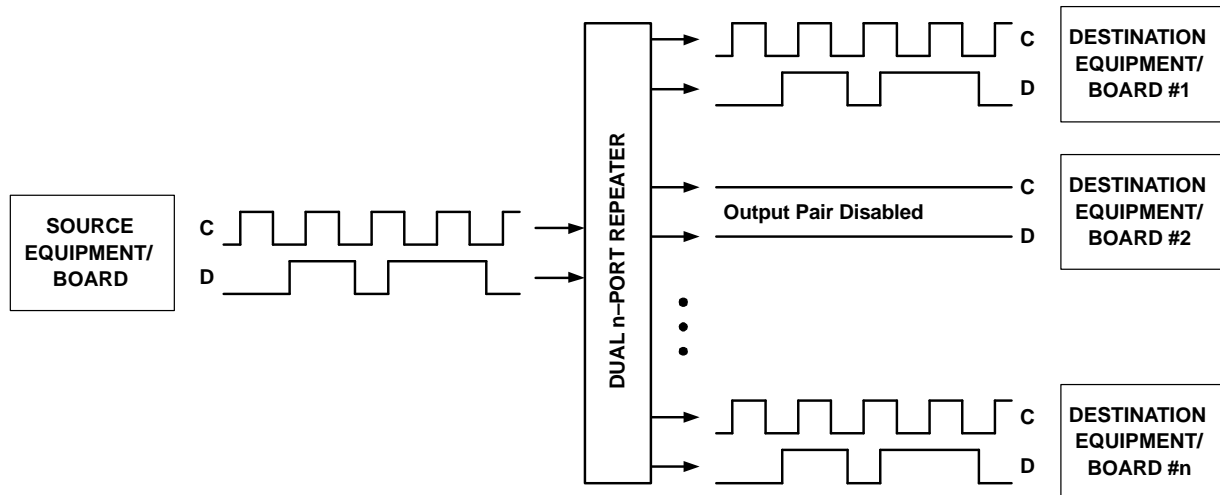 SOURCE
EQUIPMENT/
BOARD
C
D
DUAL n–PORT REPEATER
C
D
DESTINATION
EQUIPMENT/
BOARD #1
C
Output Pair Disabled
D
DESTINATION
EQUIPMENT/
BOARD #2
C
D
DESTINATION
EQUIPMENT/
BOARD #n